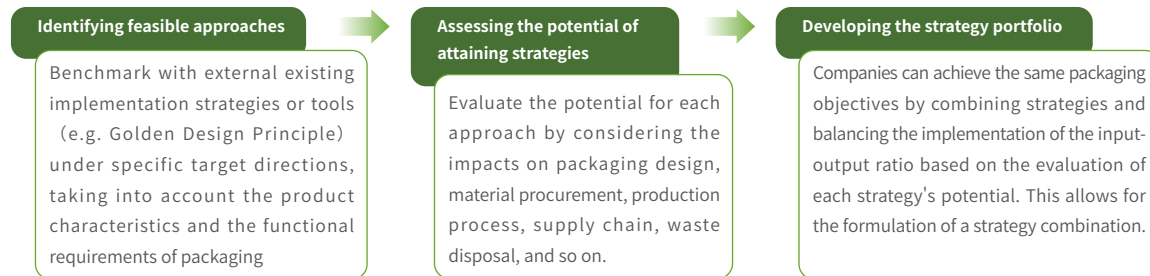 Identifying feasible approaches
Benchmark with external existing
implementation strategies or tools
（e.g. Golden Design Principle）
under specific target directions,
taking into account the product
characteristics and the functional
requirements of packaging
Assessing the potential of
attaining strategies
Evaluate the potential for each
approach by considering the
impacts on packaging design,
material procurement, production
process, supply chain, waste
disposal, and so on.
Developing the strategy portfolio
Companies can achieve the same packaging
objectives by combining strategies and
balancing the implementation of the input-
output ratio based on the evaluation of
each strategy's potential. This allows for
the formulation of a strategy combination.